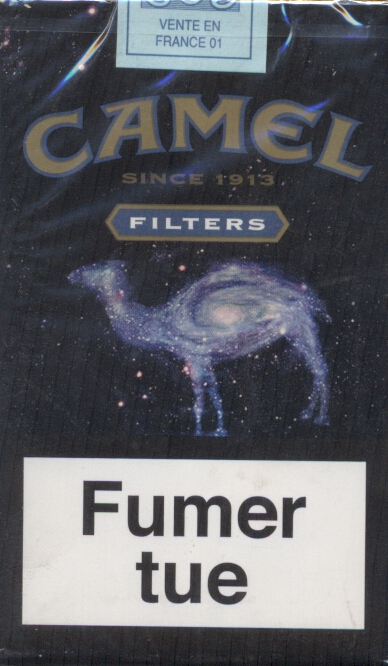 VENTE EN
FRANCE 01
CAMEL
SINCE 1913
FILTERS
Fumer
tue